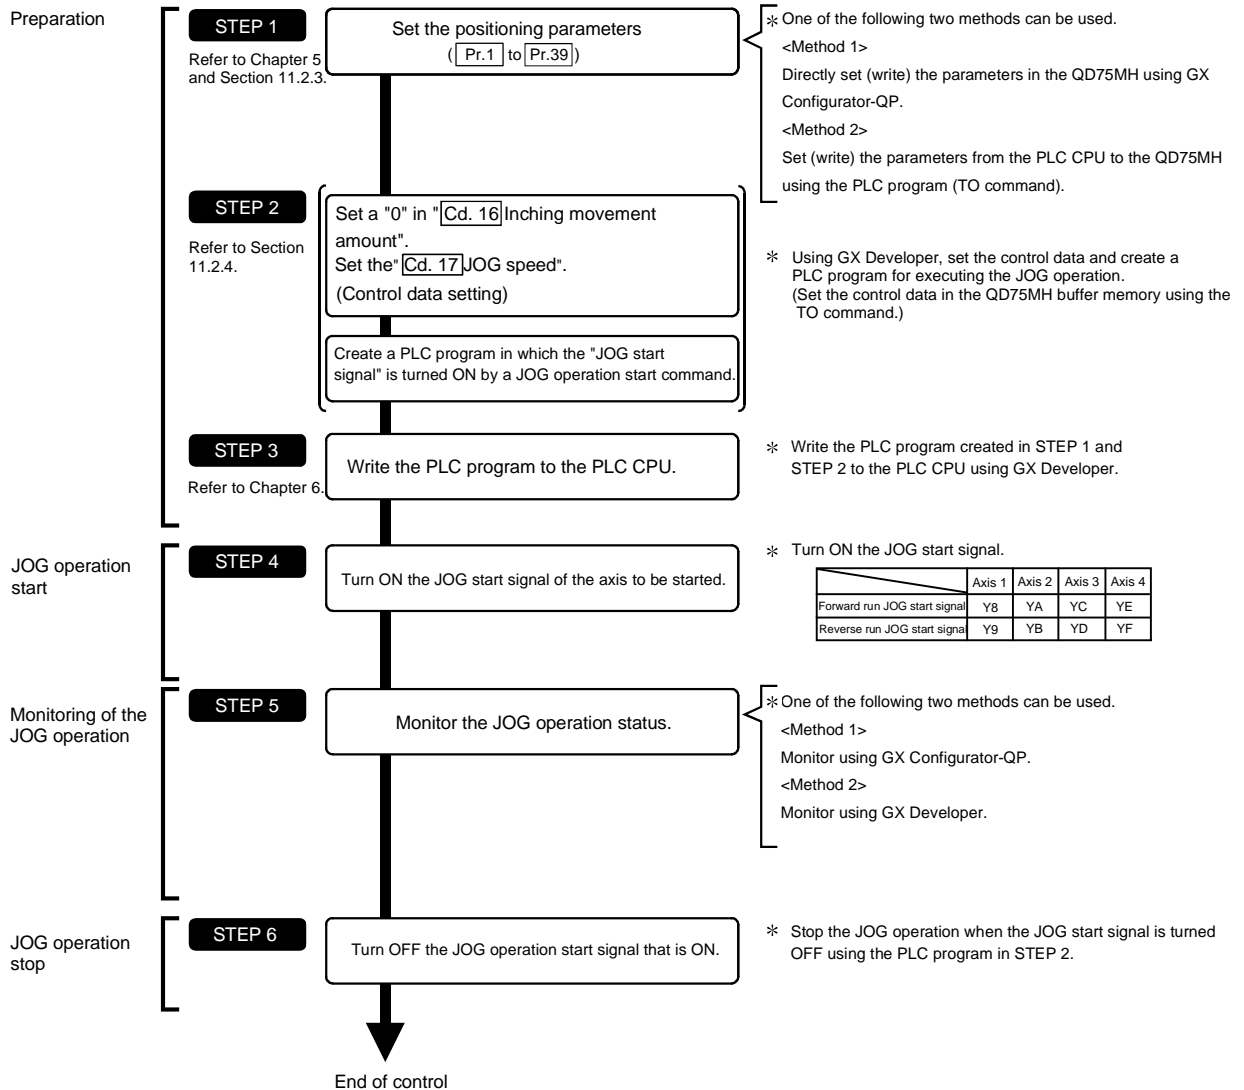 Preparation
STEP 1
Refer to Chapter 5
and Section 11.2.3.
Set the positioning parameters
( Pr.1 to Pr.39 )
* One of the following two methods can be used.
<Method 1>
Directly set (write) the parameters in the QD75MH using GX
Configurator-QP.
<Method 2>
Set (write) the parameters from the PLC CPU to the QD75MH
using the PLC program (TO command).
STEP 2
Refer to Section
11.2.4.
Set a "0" in "Cd. 16 Inching movement
amount".
Set the"Cd. 17 JOG speed".
(Control data setting)
Create a PLC program in which the "JOG start
signal" is turned ON by a JOG operation start command.
* Using GX Developer, set the control data and create a
PLC program for executing the JOG operation.
(Set the control data in the QD75MH buffer memory using the
TO command.)
STEP 3
Refer to Chapter 6.
Write the PLC program to the PLC CPU.
* Write the PLC program created in STEP 1 and
STEP 2 to the PLC CPU using GX Developer.
JOG operation
start
STEP 4
Turn ON the JOG start signal of the axis to be started.
* Turn ON the JOG start signal.
Axis 1 Axis 2 Axis 3 Axis 4
Forward run JOG start signal Y8 YA YC YE
Reverse run JOG start signal Y9 YB YD YF
Monitoring of the
JOG operation
STEP 5
Monitor the JOG operation status.
* One of the following two methods can be used.
<Method 1>
Monitor using GX Configurator-QP.
<Method 2>
Monitor using GX Developer.
JOG operation
stop
STEP 6
Turn OFF the JOG operation start signal that is ON.
* Stop the JOG operation when the JOG start signal is turned
OFF using the PLC program in STEP 2.
End of control